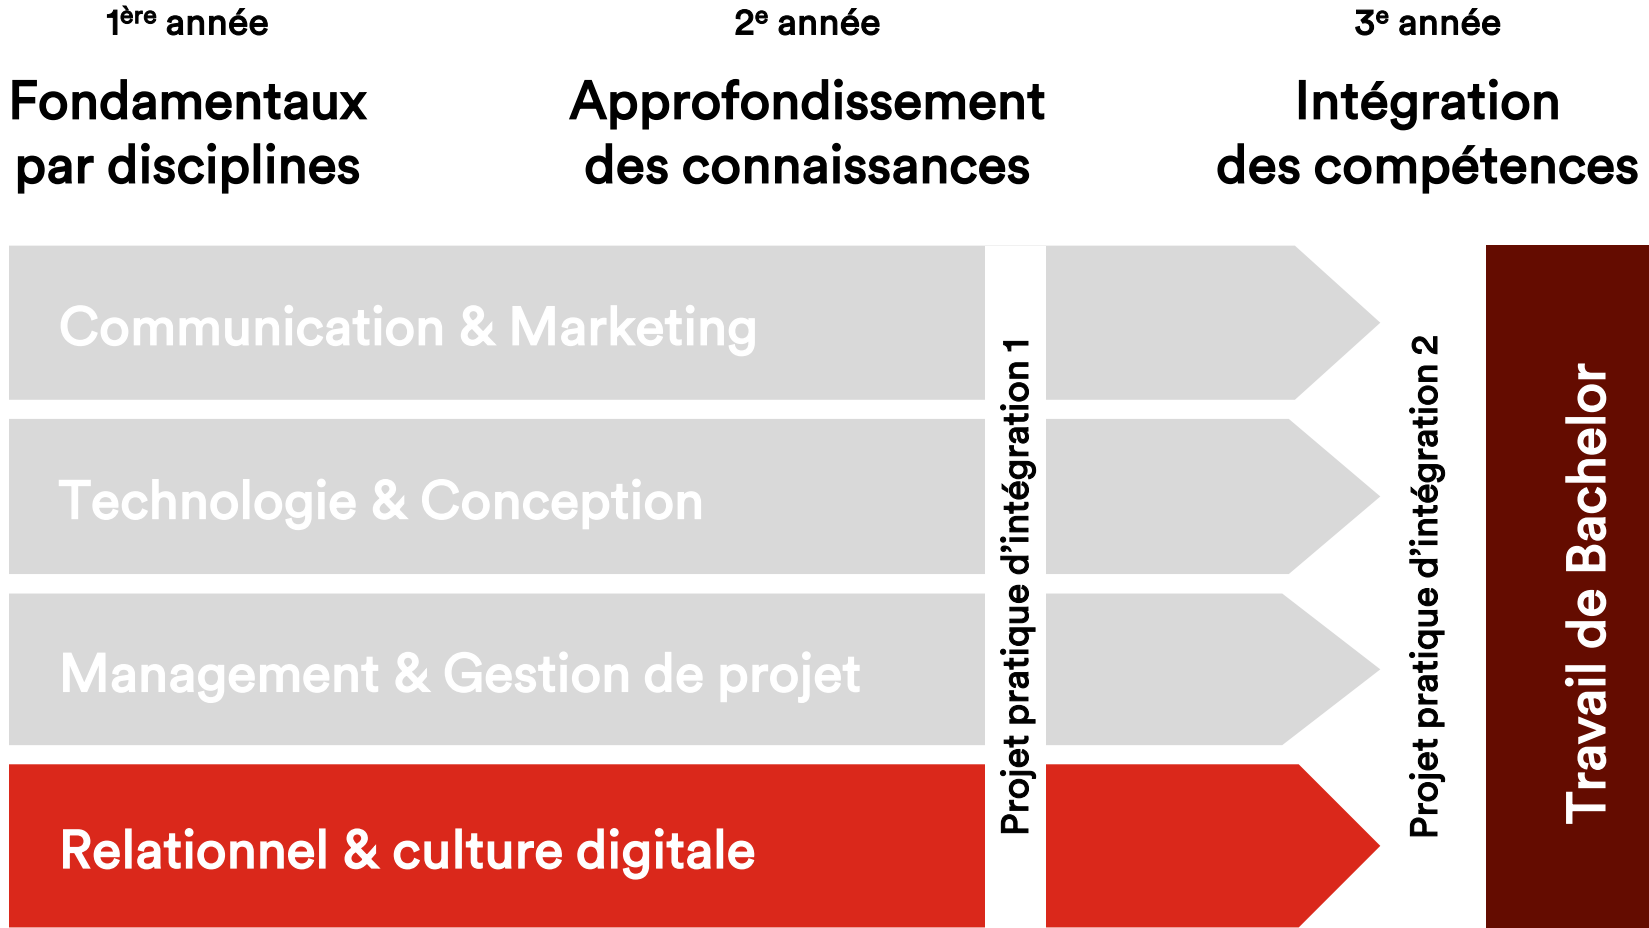 1ère année
Fondamentaux
par disciplines
2e année
Approfondissement
des connaissances
3e année
Intégration
des compétences
Communication & Marketing
Technologie & Conception
Management & Gestion de projet
Relationnel & culture digitale
Projet pratique d’intégration 1
Projet pratique d’intégration 2
Travail de Bachelor